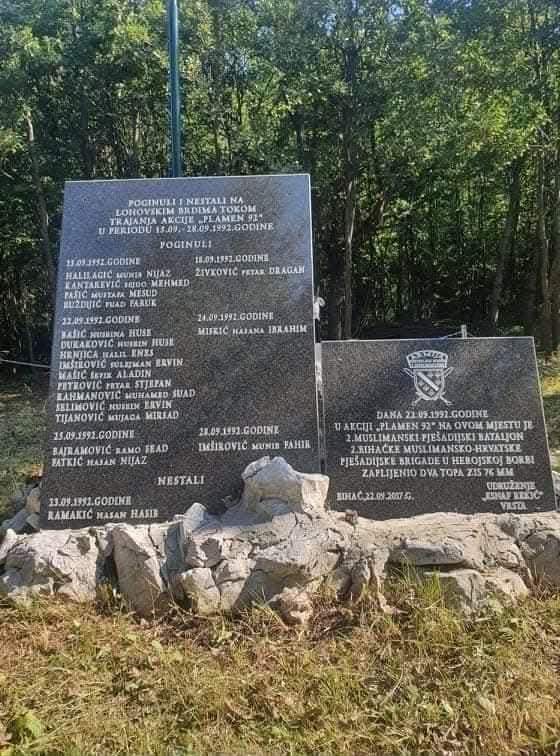 POGINULI I NESTALI NA
LOHOVSKIM BRDIMA TOKOM
TRAJANJA AKCIJE „PLAMEN 92"
U PERIODU 15.09.-28.09.1992.GODINE
POGINULI
15.09.1992.GODINE
HALILAGIĆ MUNIB NIJAZ
KANTAREVIĆ MEHMED
PAŠIĆ MUSTAFA MESUD
RUŽDIJIĆ FUAD FARUK
18.09.1992.GODINE
ŽIVKOVIĆ PETAR DRAGAN
22.09.1992.GODINE
BAŠIĆ HUSEINA HUSE
DURAKOVIĆ HUSEIN HUSE
HRNJICA HALIL ENES
IMŠIROVIĆ SULEJMAN ERVIN
MAŠIĆ ŠEFIK ALADIN
PETROVIĆ PETAR STJEPAN
RAHMANOVIĆ MUHAMED SUAD
SELIMOVIĆ HUSEIN ERVIN
TIJANOVIĆ MUJAGA MIRSAD
24.09.1992.GODINE
MISKIĆ HASANA IBRAHIM
25.09.1992.GODINE
BAJRAMOVIĆ RAMO SEAD
FATKIĆ HASAN NIJAZ
28.09.1992.GODINE
IMŠIROVIĆ MUNIB FAHIR
NESTALI
23.09.1992.GODINE
RAMAKIĆ HASAN HASIB
ARMIJA
DANA 22.09.1992.GODINE
U AKCIJI „PLAMEN 92" NA OVOM MJESTU JE
2.MUSLIMANSKI PJEŠADIJSKI BATALJON
2.BIHAĆKE MUSLIMANSKO-HRVATSKE
PJEŠADIJSKE BRIGADE U HEROJSKOJ BORBI
ZAPLIJENIO DVA TOPA ZIS 76 MM
BIHAĆ,22.09.2017.G.
UDRUŽENJE
„ESNAF BEKIĆ"
VRSTA